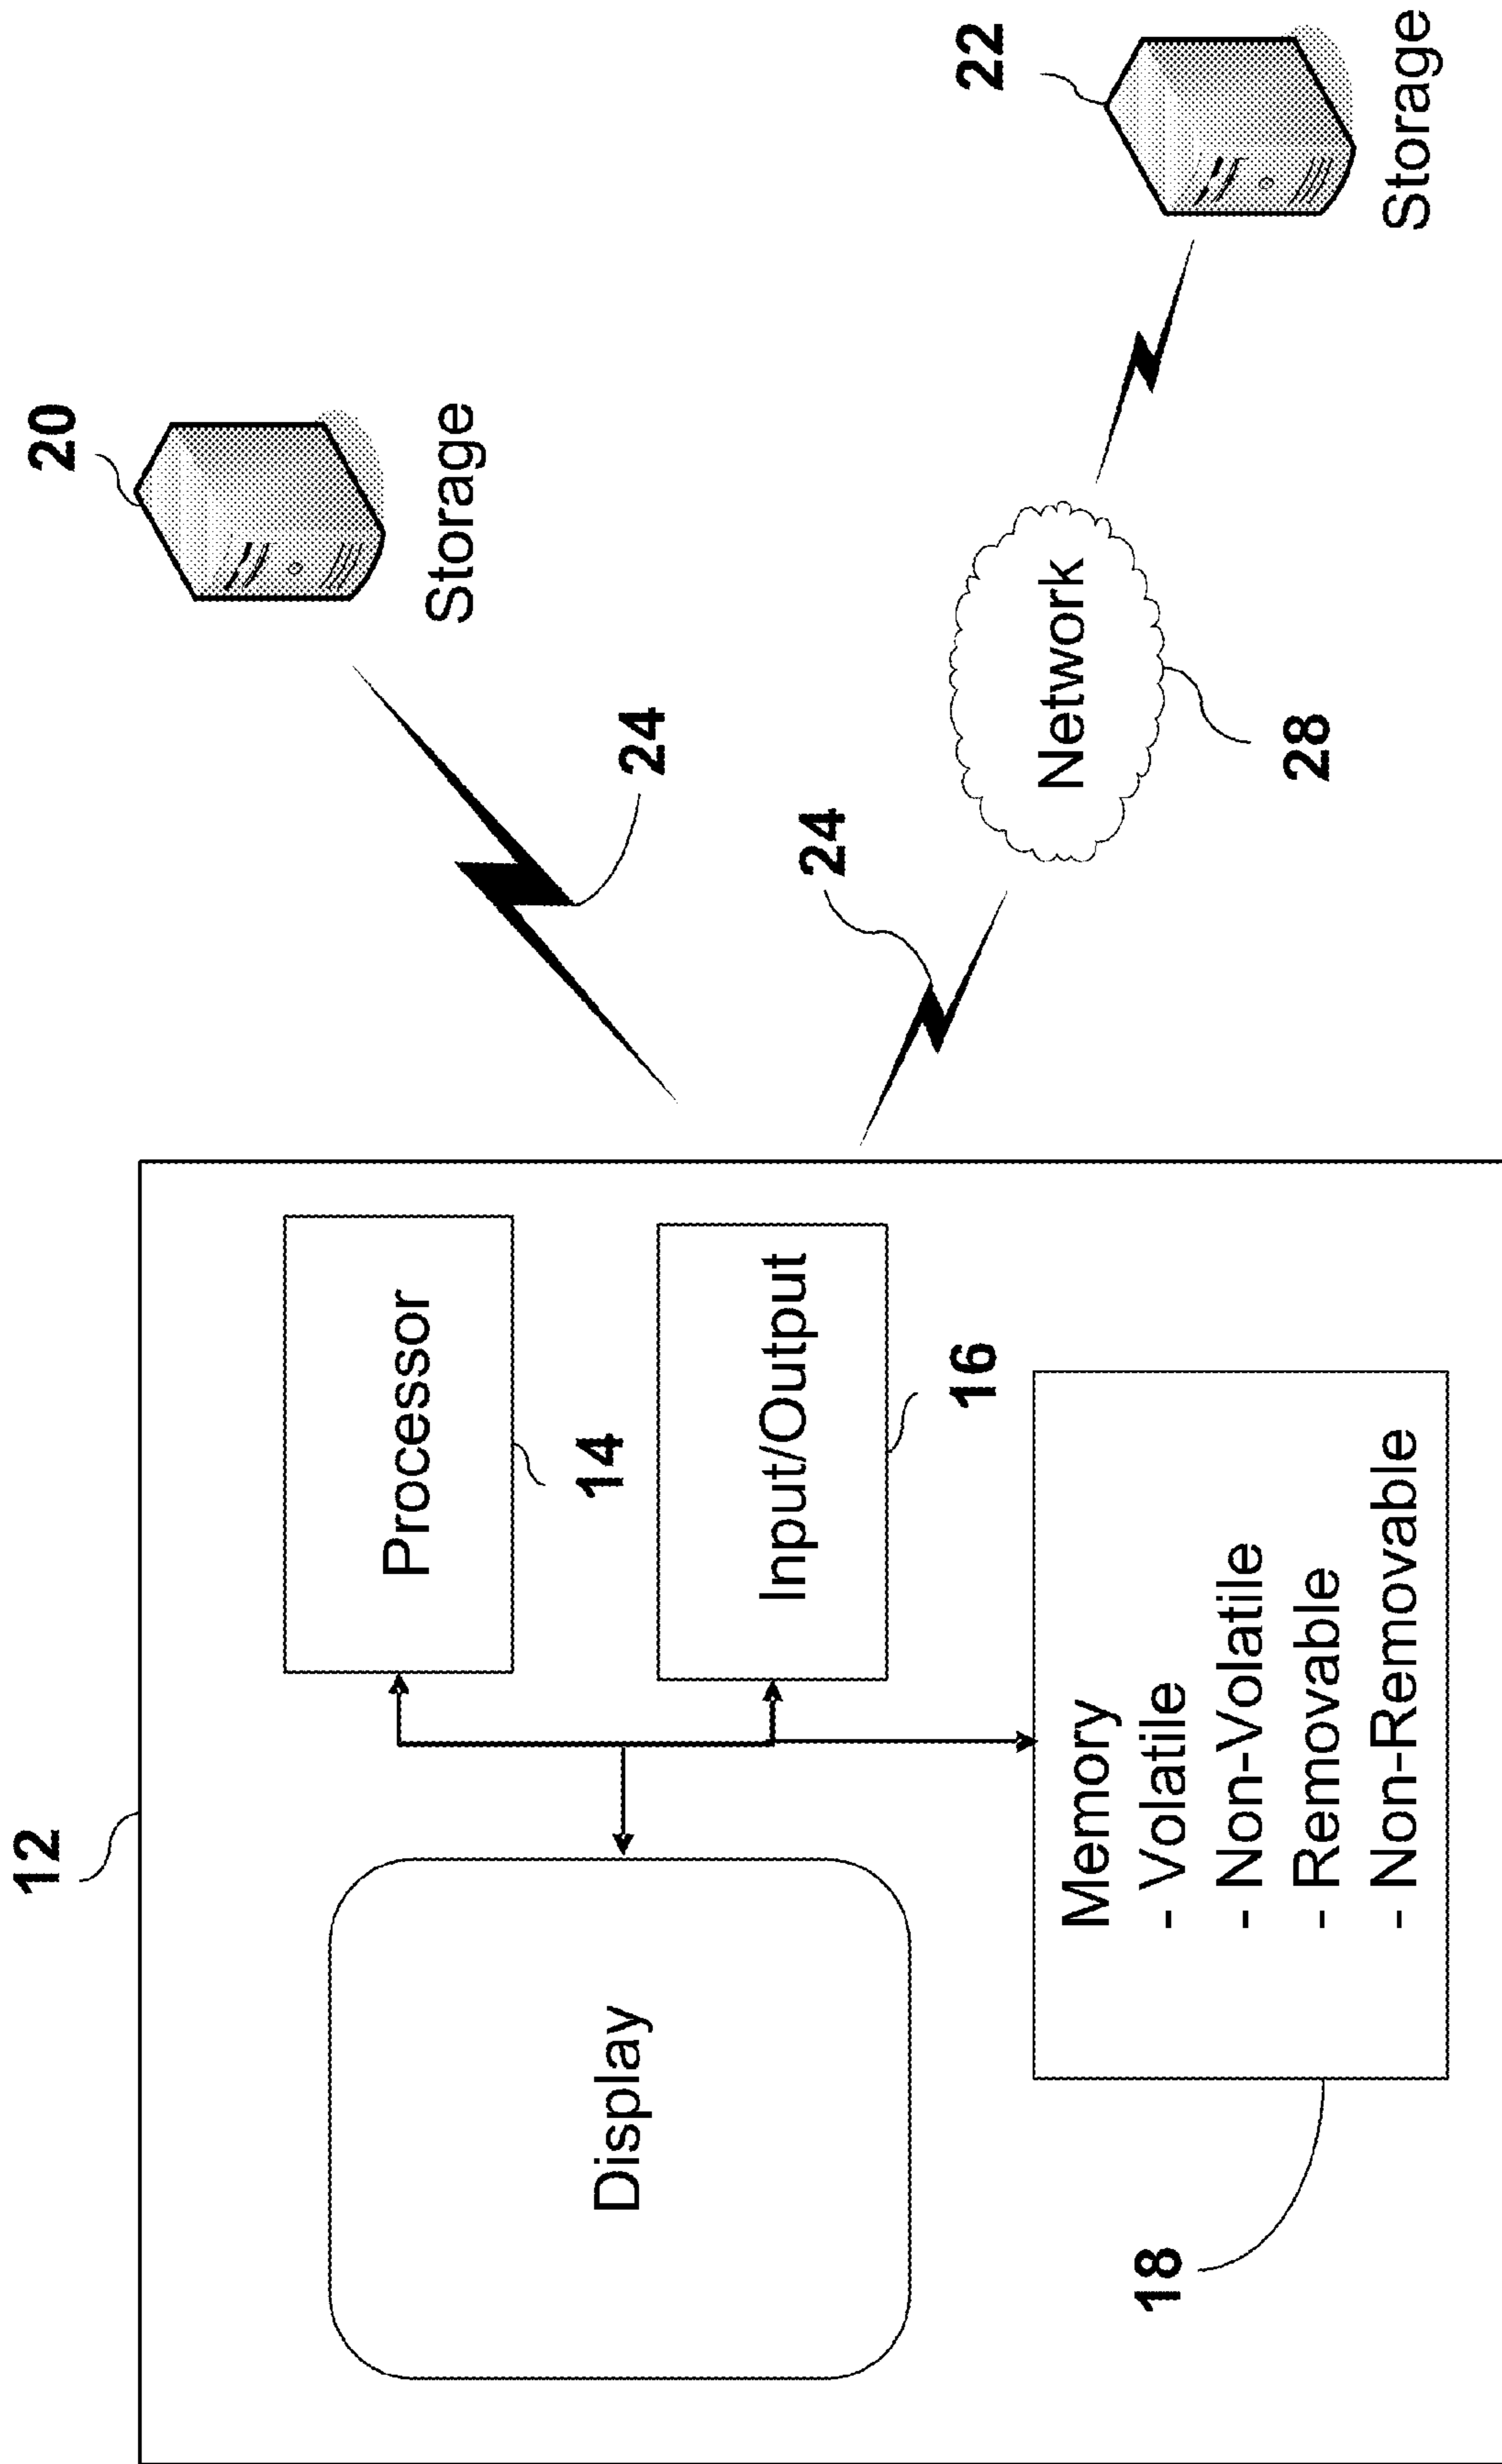 12
20
Processor
Storage
14
Display
24
Input/Output
24
16
22
Network
Memory
- Volatile
18
- Non-Volatile
- Removable
28
- Non-Removable
Storage